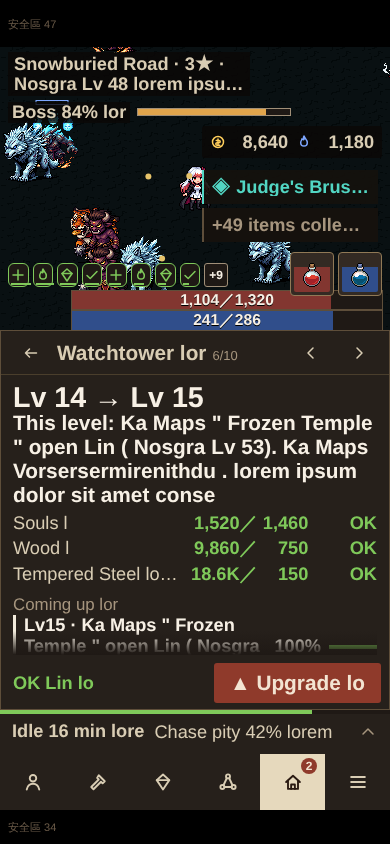 安全區 47
Snowburied Road · 3★ ·
Nosgra Lv 48 lorem ipsu…
Boss 84% lor
8,640 1,180
◈ Judge's Brus…
+49 items colle…
+9
1,104／1,320
241／286
← Watchtower lor 6/10
Lv 14 → Lv 15
This level: Ka Maps " Frozen Temple
" open Lin ( Nosgra Lv 53). Ka Maps
Vorsersermirenithdu . lorem ipsum
dolor sit amet conse
Souls l 1,520／ 1,460 OK
Wood l 9,860／ 750 OK
Tempered Steel lo… 18.6K／ 150 OK
Coming up lor
Lv15 · Ka Maps " Frozen
Temple " open Lin ( Nosgra 100%
OK Lin lo ▲ Upgrade lo
Idle 16 min lore Chase pity 42% lorem
2
安全區 34